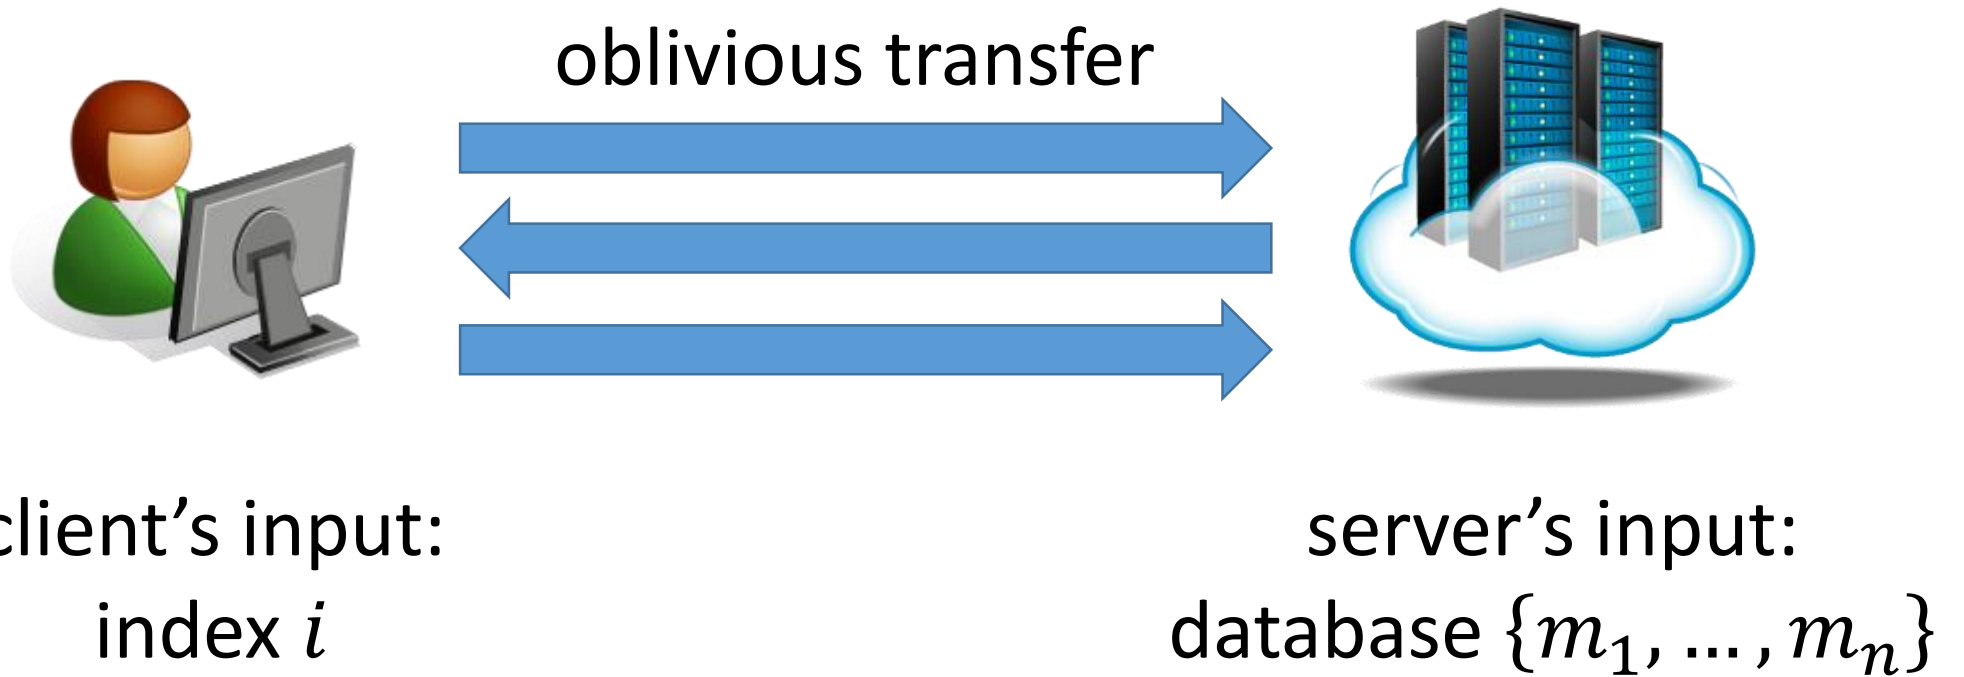 oblivious transfer
client’s input:
index i
server’s input:
database {m₁, … , mₙ}